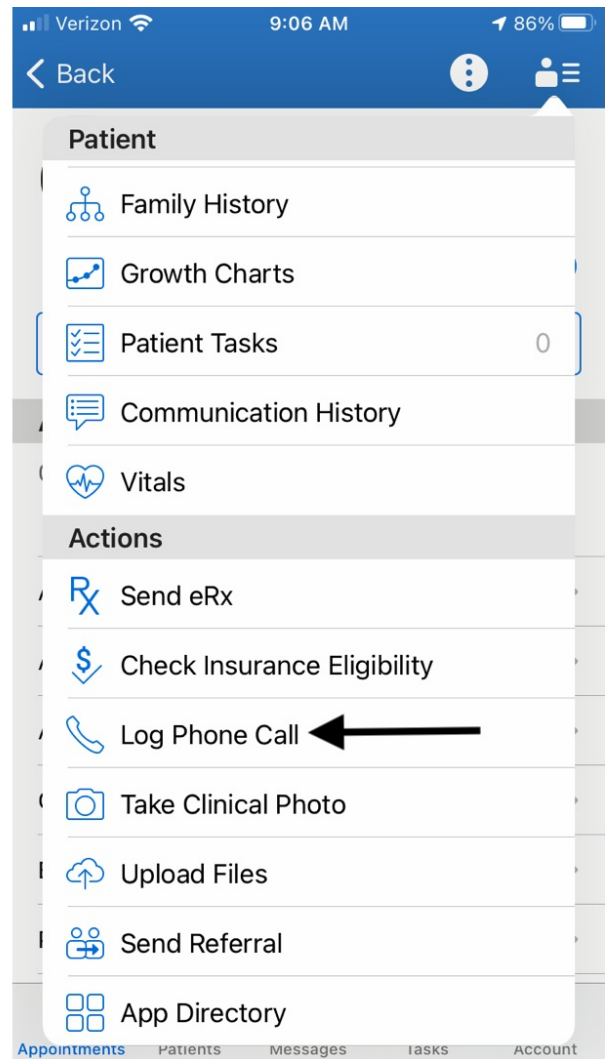 Verizon 9:06 AM 86%
Back
Patient
Family History
Growth Charts
Patient Tasks 0
Communication History
Vitals
Actions
Rx Send eRx
$ Check Insurance Eligibility
Log Phone Call
Take Clinical Photo
Upload Files
Send Referral
App Directory
Appointments Patients Messages Tasks Account